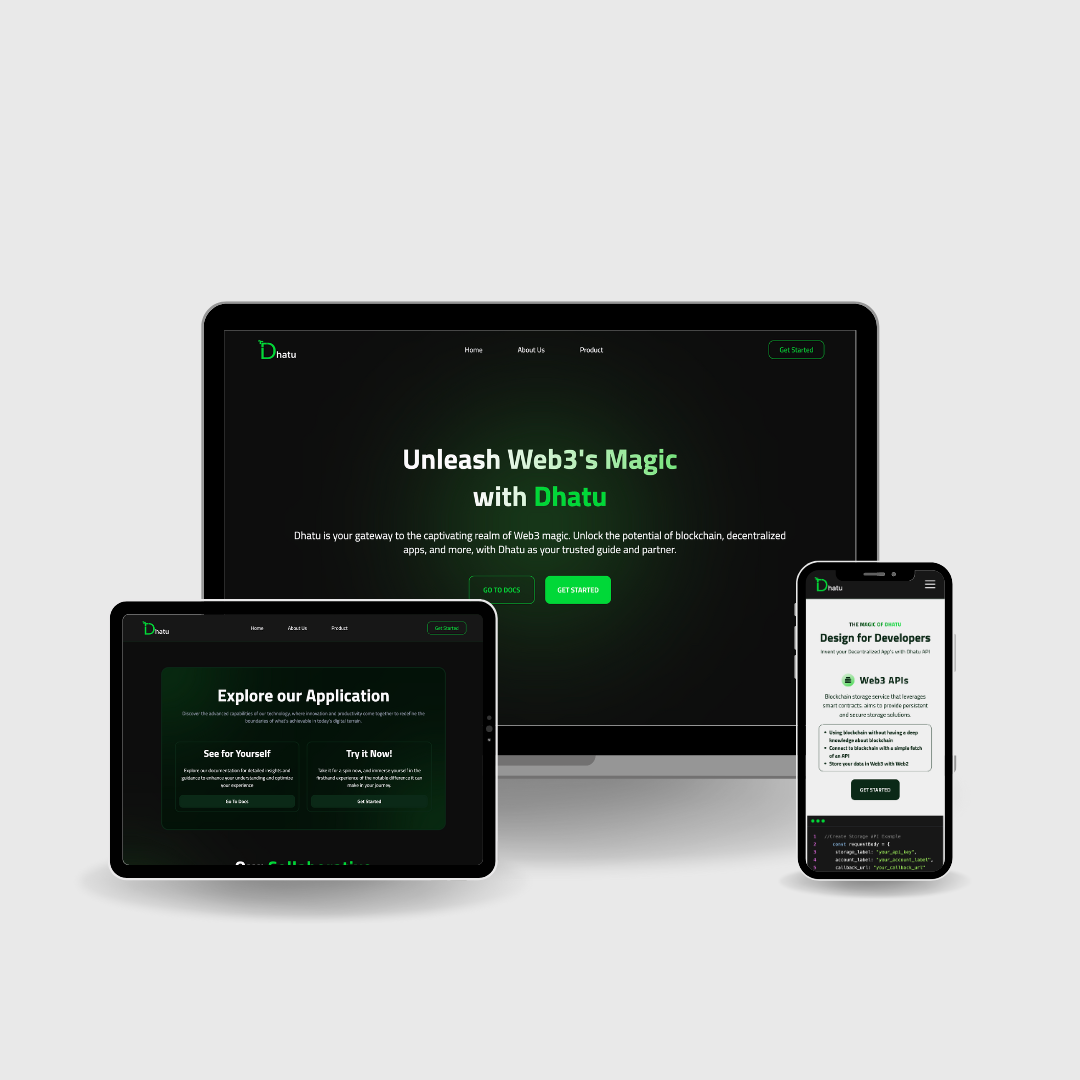 Dhatu
Home About Us Product
Get Started
Unleash Web3's Magic
with Dhatu
Dhatu is your gateway to the captivating realm of Web3 magic. Unlock the potential of blockchain, decentralized
apps, and more, with Dhatu as your trusted guide and partner.
GO TO DOCS GET STARTED
Dhatu
Home About Us Product
Get Started
Explore our Application
Discover the advanced capabilities of our technology, where innovation and productivity come together to redefine the
boundaries of what's achievable in today's digital terrain.
See for Yourself
Explore our documentation for detailed insights and
guidance to enhance your understanding and optimize
your experience
Go To Docs
Try it Now!
Take it for a spin now, and immerse yourself in the
firsthand experience of the notable difference it can
make in your journey.
Get Started
Our Collaborative
Dhatu
THE MAGIC OF DHATU
Design for Developers
Invent your Decentralized App's with Dhatu API
Web3 APIs
Blockchain storage service that leverages
smart contracts, aims to provide persistent
and secure storage solutions.
• Using blockchain without having a deep
knowledge about blockchain
• Connect to blockchain with a simple fetch
of an API
• Store your data in Web3 with Web2
GET STARTED
1 //Create Storage API Example
2 const requestBody = {
3 storage_label: "your_api_key",
4 account_label: "your_account_label",
5 callback_url: "your_callback_url"